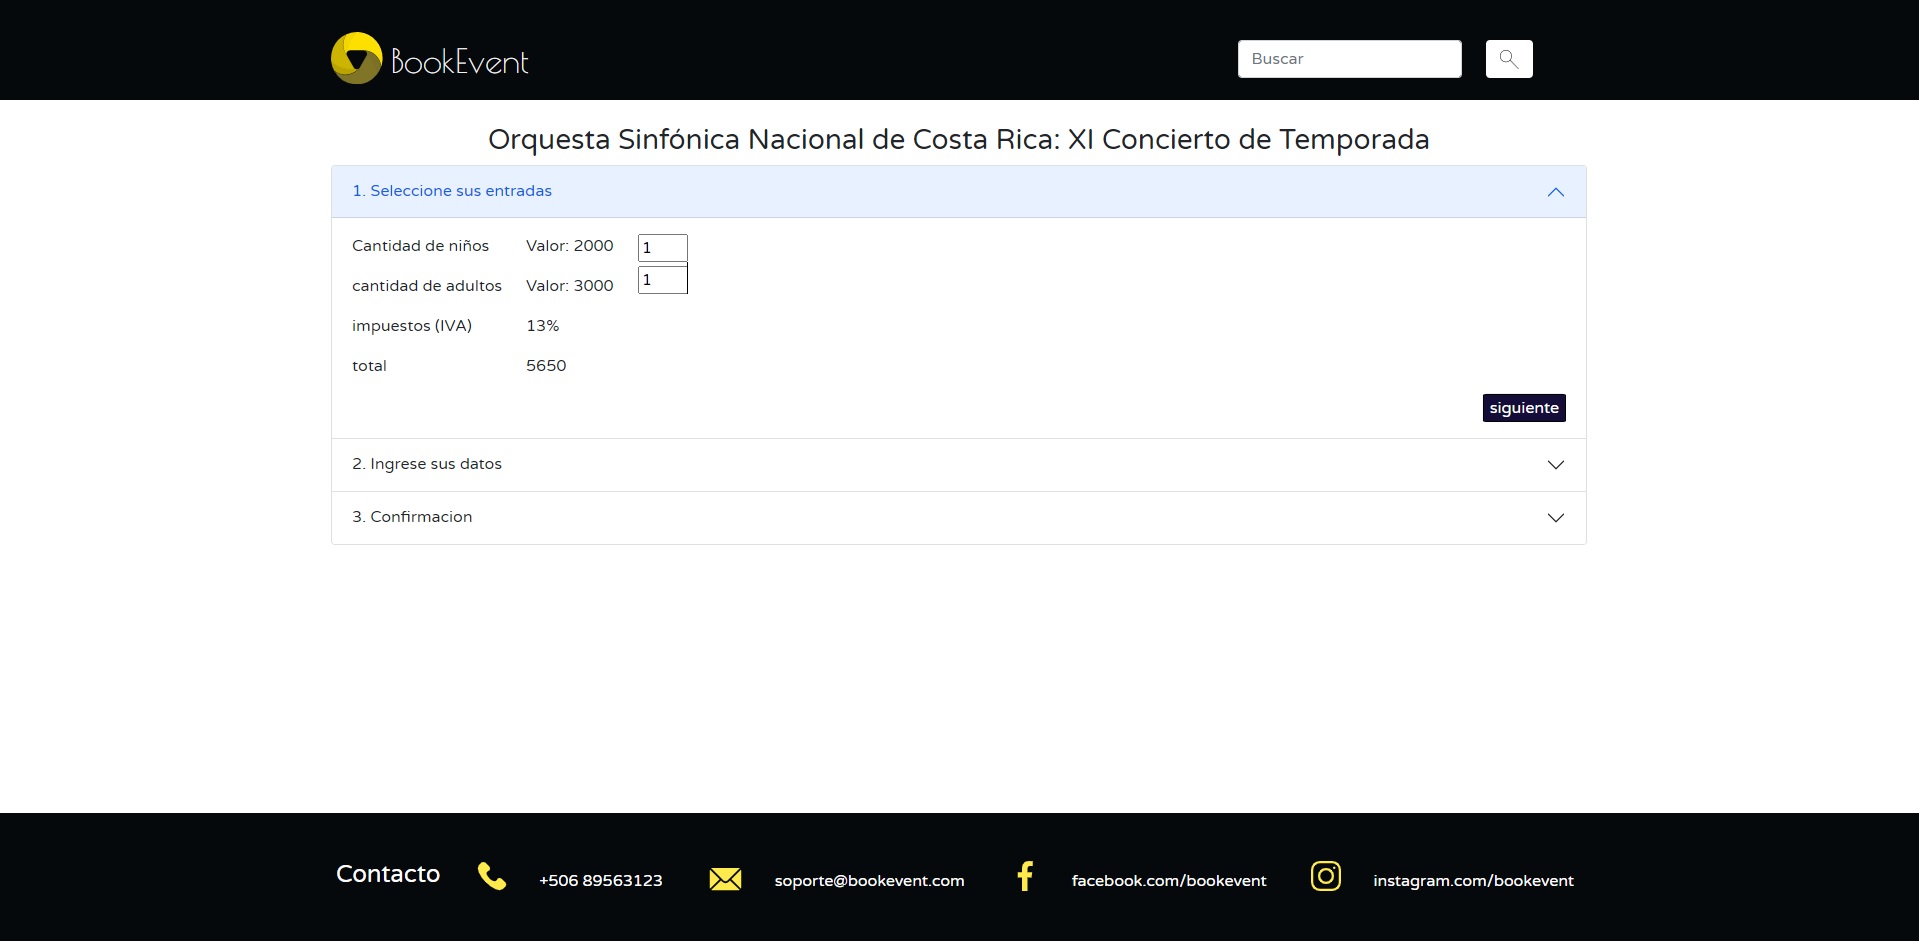 BookEvent
Buscar
Orquesta Sinfónica Nacional de Costa Rica: XI Concierto de Temporada
1. Seleccione sus entradas
Cantidad de niños Valor: 2000 1
cantidad de adultos Valor: 3000 1
impuestos (IVA) 13%
total 5650
siguiente
2. Ingrese sus datos
3. Confirmacion
Contacto +506 89563123 soporte@bookevent.com facebook.com/bookevent instagram.com/bookevent